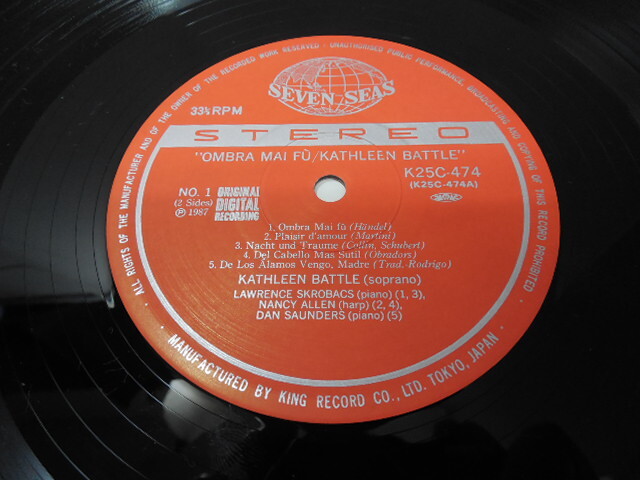 ALL RIGHTS OF THE MANUFACTURER AND OF THE OWNER OF THE RECORDED WORK RESERVED - UNAUTHORISED PUBLIC PERFORMANCE, BROADCASTING AND COPYING OF THIS RECORD PROHIBITED
SEVEN SEAS
33⅓RPM
STEREO
"OMBRA MAI FÙ/KATHLEEN BATTLE"
K25C-474
(K25C-474A)
NO. 1
(2 Sides)
Ⓟ 1987
ORIGINAL
DIGITAL
RECORDING
1. Ombra Mai fù (Händel)
2. Plaisir d'amour (Martini)
3. Nacht und Traume (Collin, Schubert)
4. Del Cabello Mas Sutil (Obradors)
5. De Los Álamos Vengo, Madre (Trad.-Rodrigo)
KATHLEEN BATTLE (soprano)
LAWRENCE SKROBACS (piano) (1, 3),
NANCY ALLEN (harp) (2, 4),
DAN SAUNDERS (piano) (5)
MANUFACTURED BY KING RECORD CO., LTD. TOKYO, JAPAN